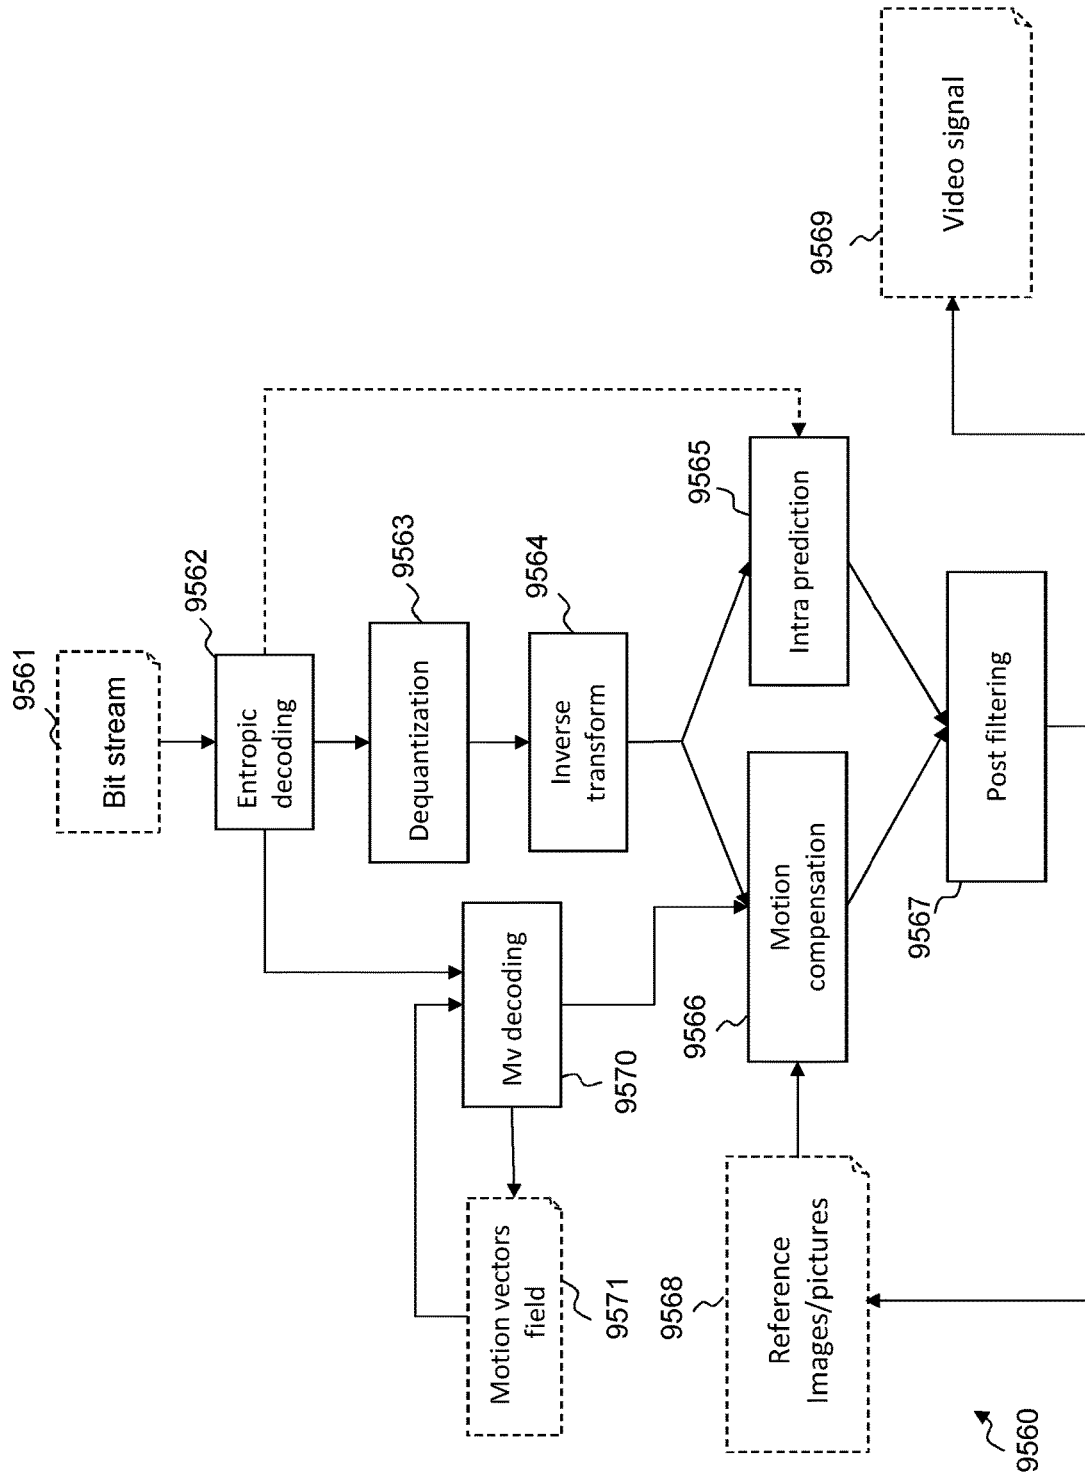 9561
Bit stream
9562
Entropic
decoding
9563
Dequantization
9564
Inverse
transform
9565
Intra prediction
9566
Motion
compensation
9567
Post filtering
9568
Reference
Images/pictures
9569
Video signal
9570
Mv decoding
9571
Motion vectors
field
9560